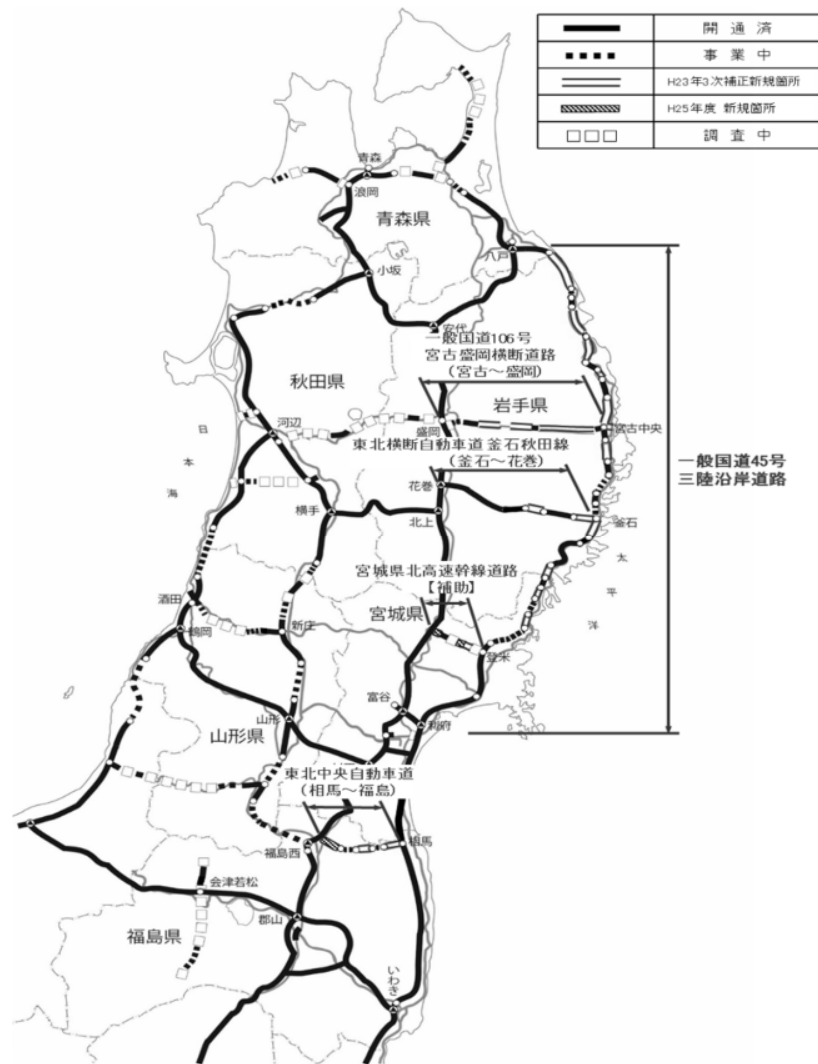 開通済
事業中
H23年3次補正新規箇所
H25年度 新規箇所
調査中
青森
浪岡
青森県
八戸
小坂
安代
一般国道106号
宮古盛岡横断道路
(宮古～盛岡)
秋田県
岩手県
河辺
盛岡
宮古中央
日本海
東北横断自動車道 釜石秋田線
(釜石～花巻)
一般国道45号
三陸沿岸道路
花巻
横手
北上
釜石
太平洋
宮城県北高速幹線道路
【補助】
酒田
宮城県
鶴岡
新庄
登米
富谷
山形
利府
山形県
東北中央自動車道
(相馬～福島)
福島西
相馬
会津若松
郡山
福島県
いわき